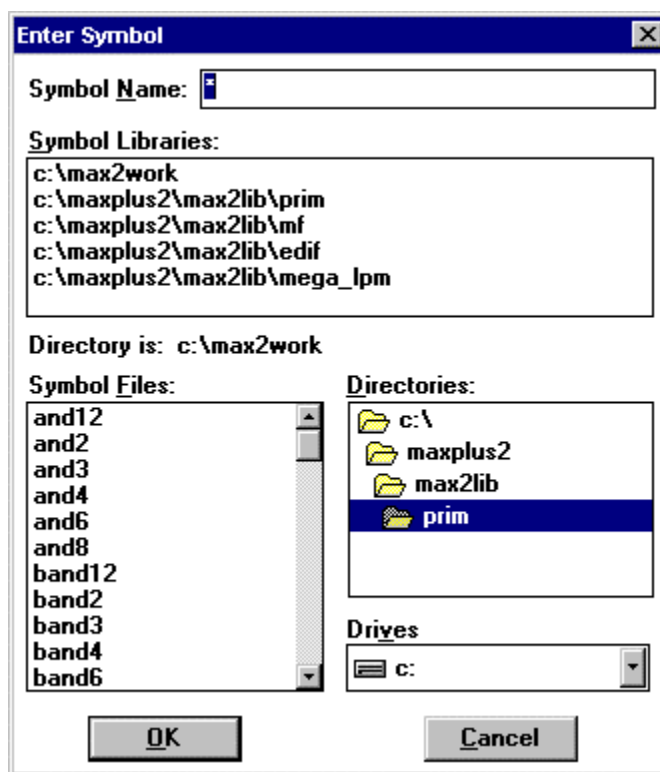 Enter Symbol
Symbol Name: *
Symbol Libraries:
c:\max2work
c:\maxplus2\max2lib\prim
c:\maxplus2\max2lib\mf
c:\maxplus2\max2lib\edif
c:\maxplus2\max2lib\mega_lpm
Directory is: c:\max2work
Symbol Files:
and12
and2
and3
and4
and6
and8
band12
band2
band3
band4
band6
Directories:
c:\
maxplus2
max2lib
prim
Drives
c:
OK
Cancel